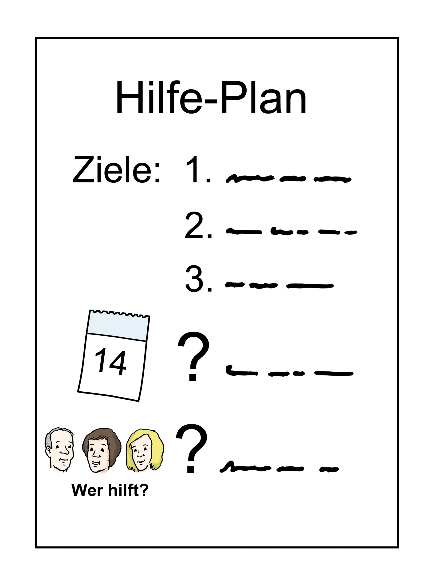 Hilfe-Plan
Ziele: 1.
2.
3.
14 ?
?
Wer hilft?